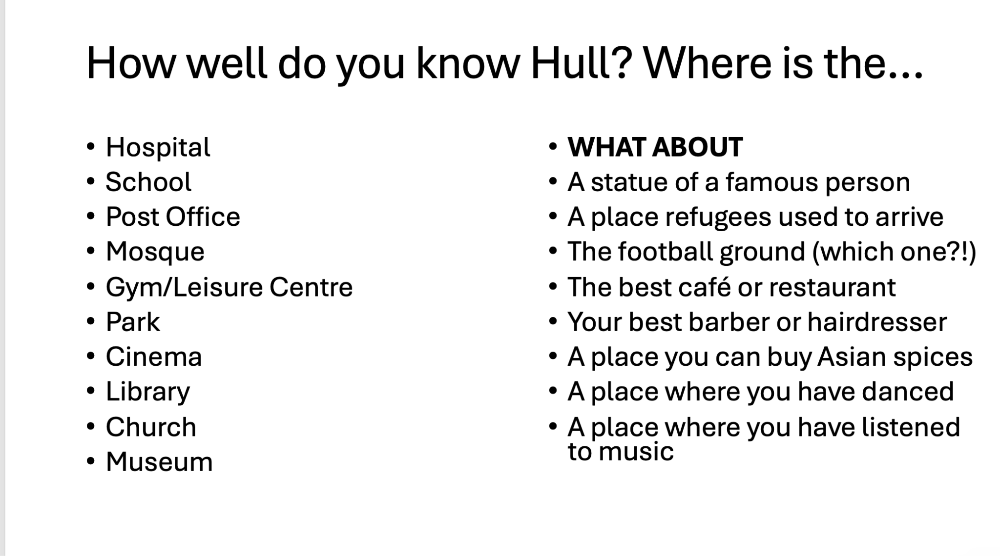 How well do you know Hull? Where is the...
• Hospital
• School
• Post Office
• Mosque
• Gym/Leisure Centre
• Park
• Cinema
• Library
• Church
• Museum
• WHAT ABOUT
• A statue of a famous person
• A place refugees used to arrive
• The football ground (which one?!)
• The best café or restaurant
• Your best barber or hairdresser
• A place you can buy Asian spices
• A place where you have danced
• A place where you have listened
to music